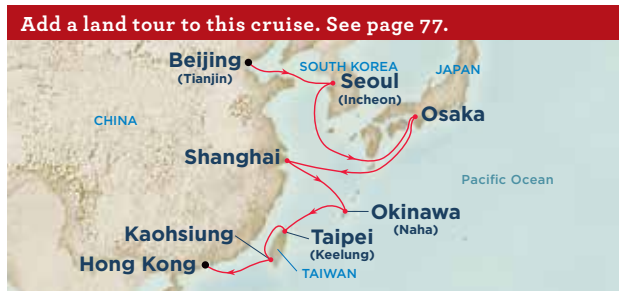 Add a land tour to this cruise. See page 77.
Beijing
(Tianjin)
SOUTH KOREA
JAPAN
Seoul
(Incheon)
CHINA
Osaka
Shanghai
Pacific Ocean
Okinawa
(Naha)
Kaohsiung
Taipei
(Keelung)
Hong Kong
TAIWAN